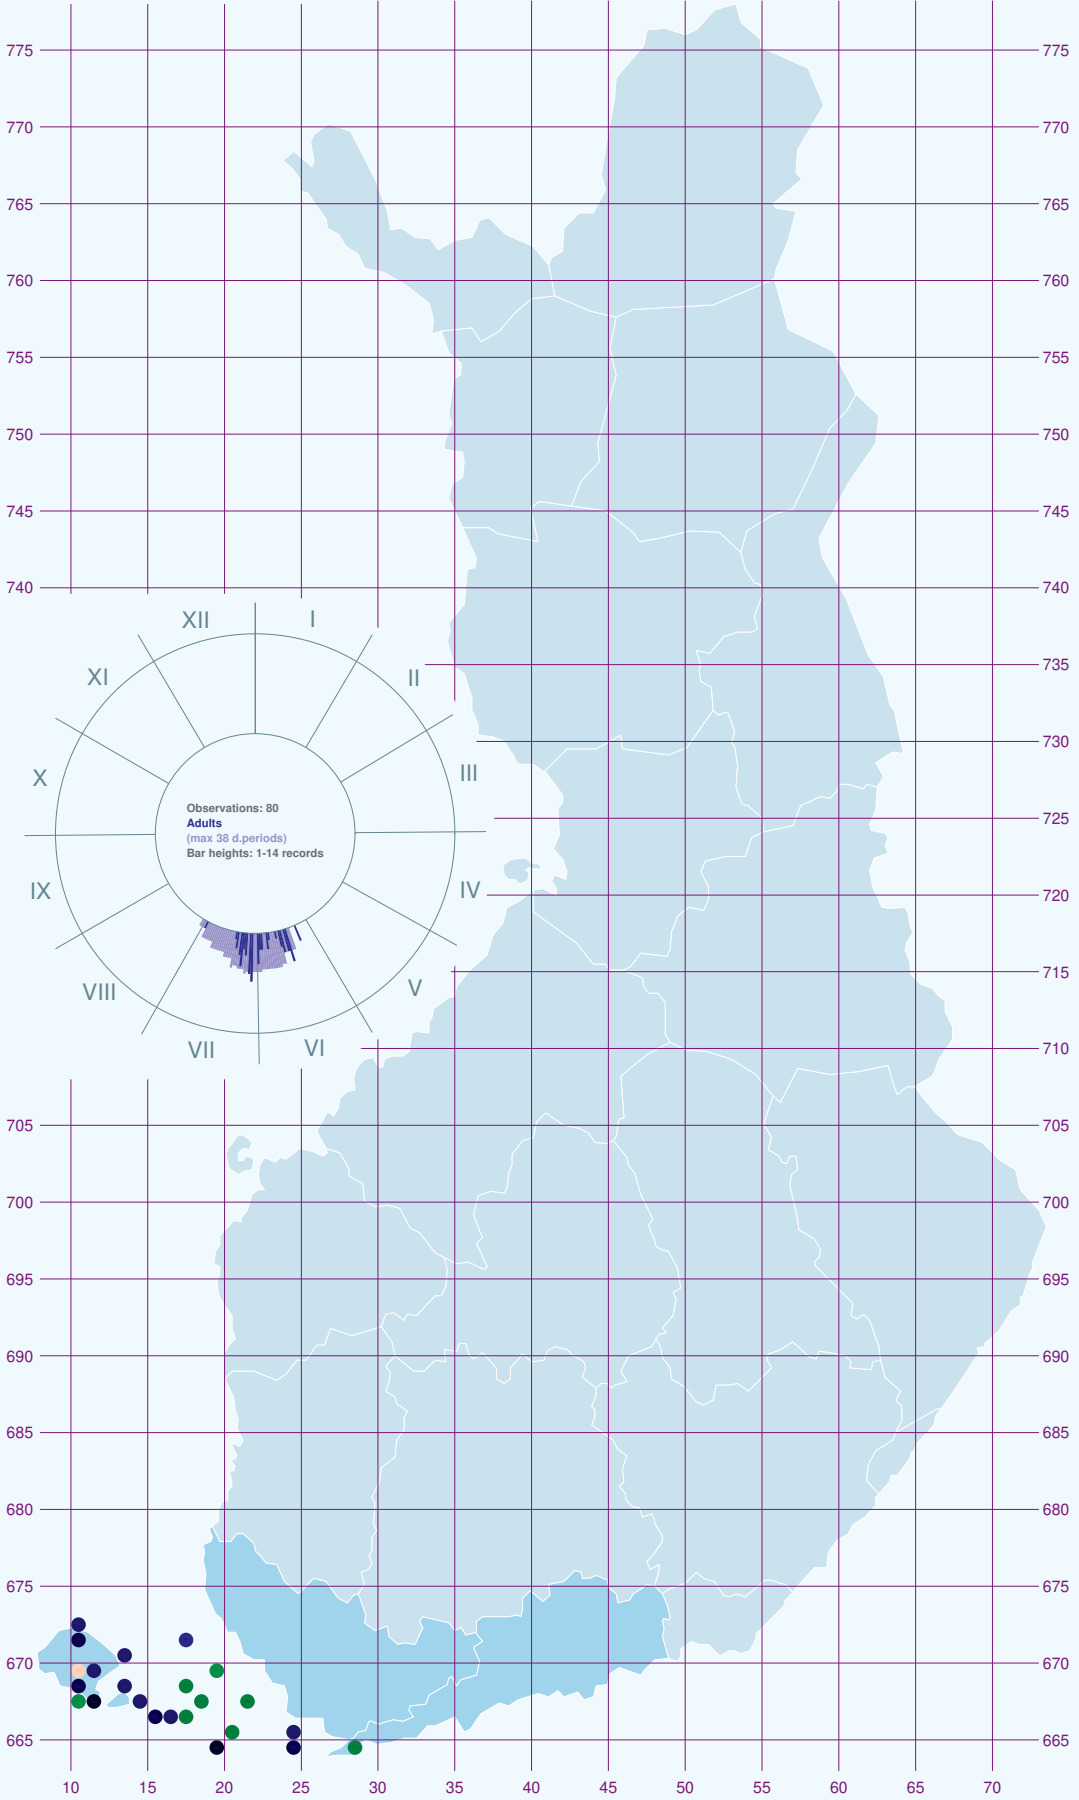 775 775
770 770
765 765
760 760
755 755
750 750
745 745
740 740
XII I
735
XI II
730
X III
Observations: 80
Adults
(max 38 d.periods)
Bar heights: 1-14 records
725
IX IV
720
VIII V
715
VII VI
710
705 705
700 700
695 695
690 690
685 685
680 680
675 675
670 670
665 665
10 15 20 25 30 35 40 45 50 55 60 65 70